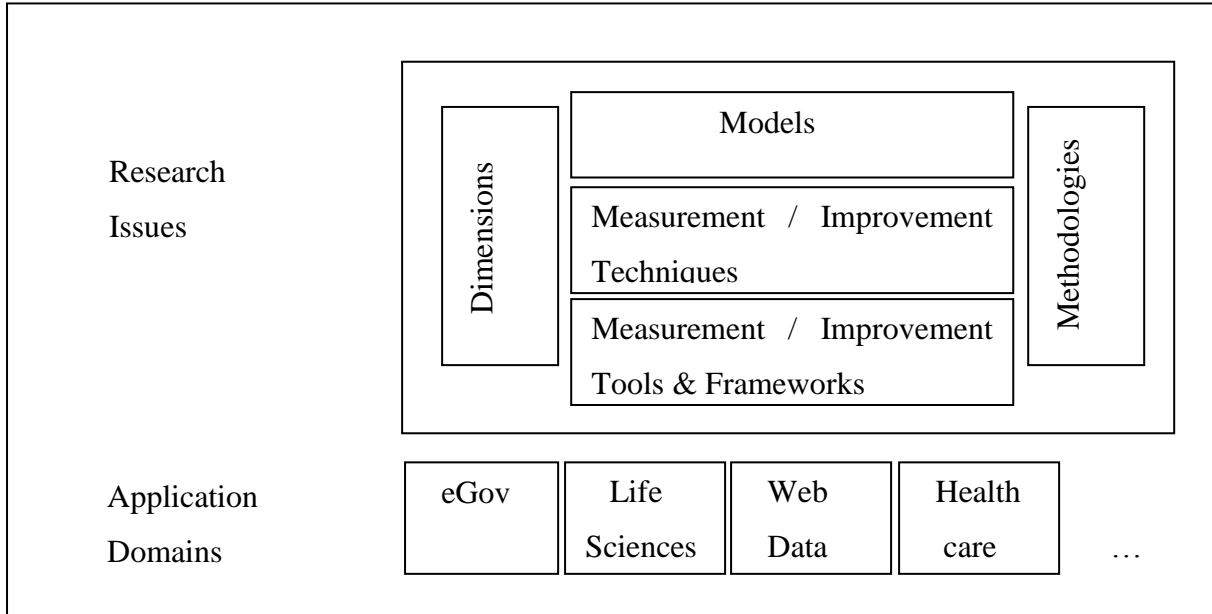 Research
Issues
Dimensions
Models
Measurement / Improvement
Techniques
Measurement / Improvement
Tools & Frameworks
Methodologies
Application
Domains
eGov
Life
Sciences
Web
Data
Health
care
…